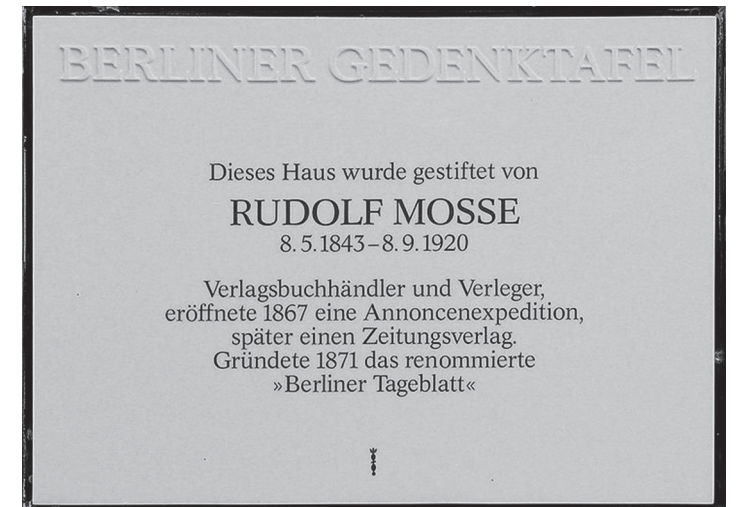 BERLINER GEDENKTAFEL
Dieses Haus wurde gestiftet von
RUDOLF MOSSE
8. 5. 1843 – 8. 9. 1920
Verlagsbuchhändler und Verleger,
eröffnete 1867 eine Annoncenexpedition,
später einen Zeitungsverlag.
Gründete 1871 das renommierte
»Berliner Tageblatt«